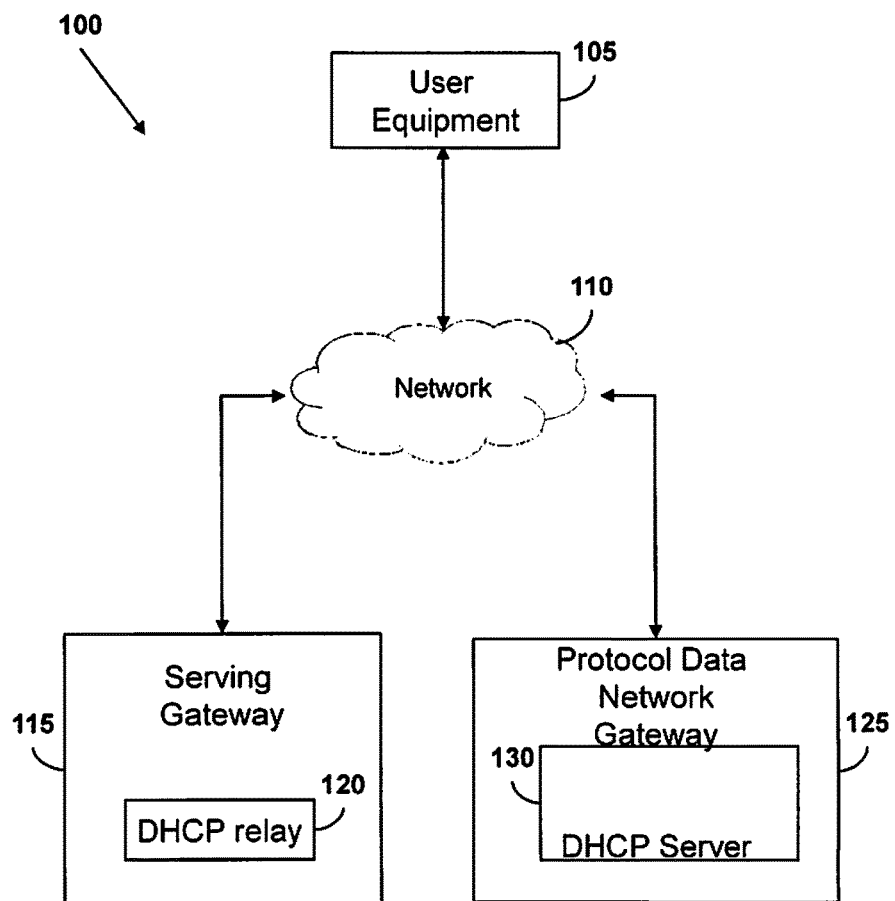 100
105
User
Equipment
110
Network
Serving
Gateway
115
120
DHCP relay
Protocol Data
Network
Gateway
125
130
DHCP Server